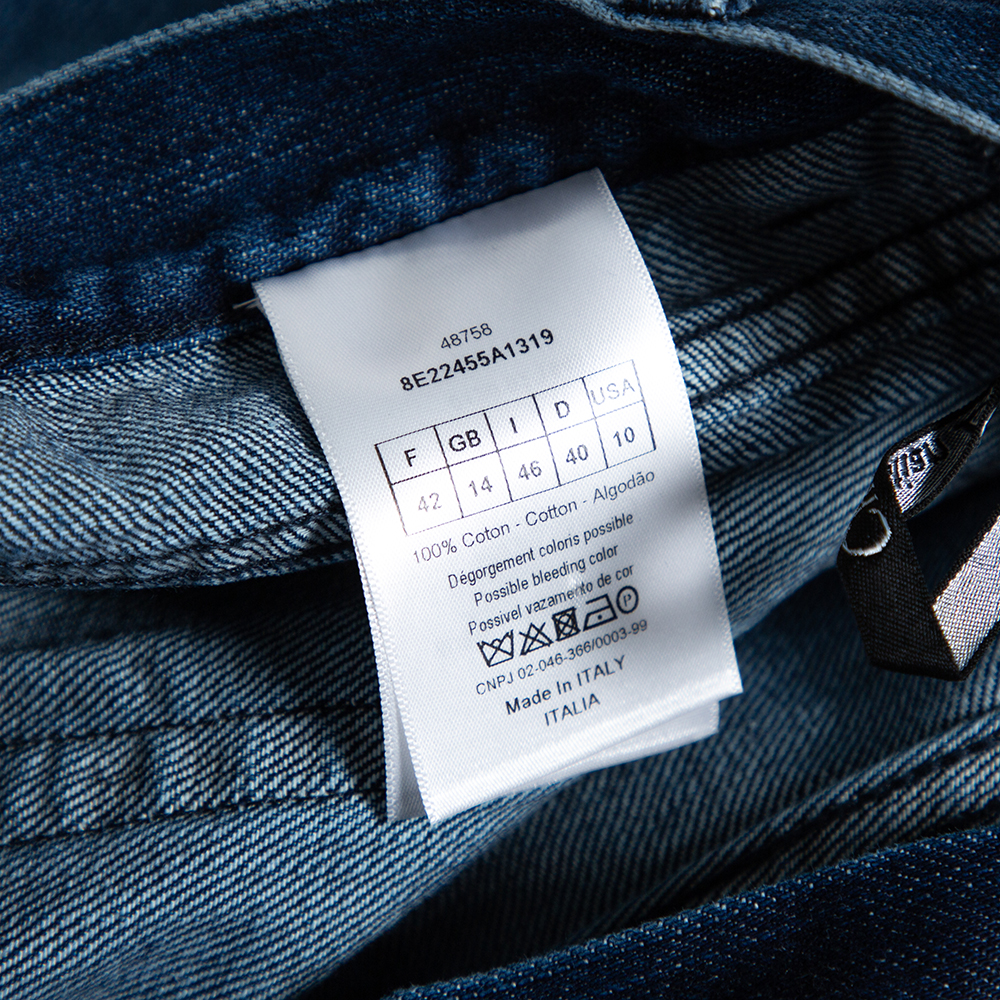 48758
8E22455A1319
F GB I D USA
42 14 46 40 10
100% Coton - Cotton - Algodão
Dégorgement coloris possible
Possible bleeding color
Possivel vazamento de cor
P
CNPJ 02-046-366/0003-99
Made In ITALY
ITALIA